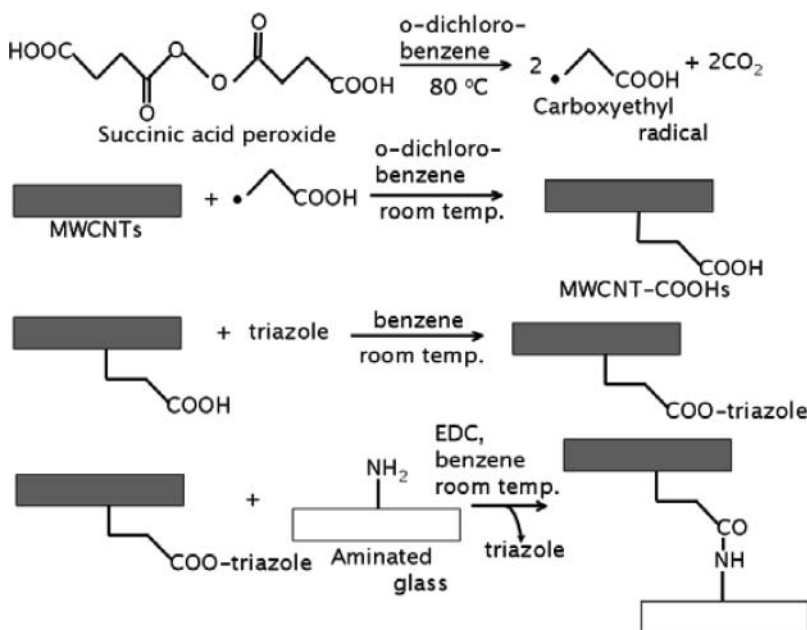 HOOC O O O O COOH o-dichloro-benzene 80 °C 2 • COOH + 2CO₂
Succinic acid peroxide
Carboxyethyl
radical
MWCNTs + • COOH o-dichloro-
benzene
room temp.
COOH
MWCNT-COOHs
+ triazole
benzene
room temp.
COOH
COO-triazole
COO-triazole
+
NH₂
Aminated
glass
EDC,
benzene
room temp.
triazole
CO
NH